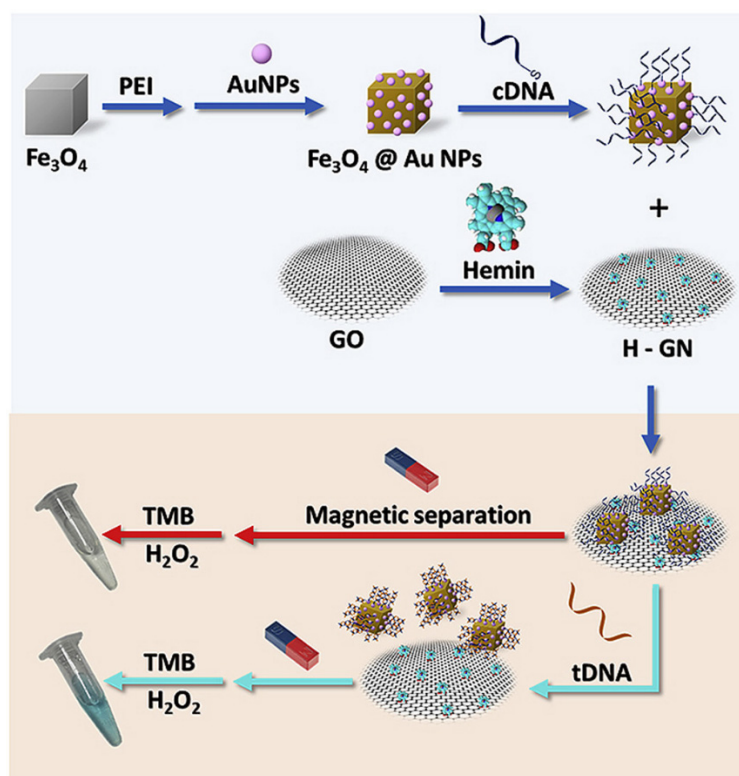 PEI
AuNPs
cDNA
S
Fe₃O₄
Fe₃O₄ @ Au NPs
+
Hemin
GO
H - GN
TMB
H₂O₂
Magnetic separation
TMB
H₂O₂
tDNA